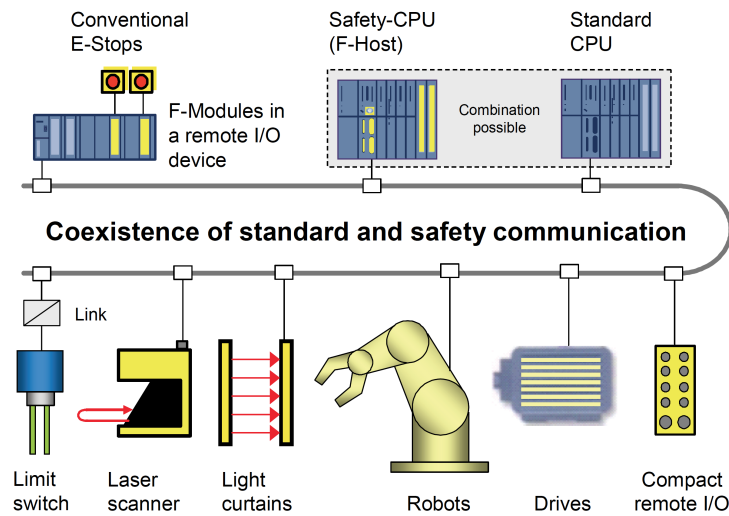 Conventional
E-Stops
Safety-CPU
(F-Host)
Standard
CPU
F-Modules in
a remote I/O
device
Combination
possible
Coexistence of standard and safety communication
Link
Limit
switch
Laser
scanner
Light
curtains
Robots
Drives
Compact
remote I/O